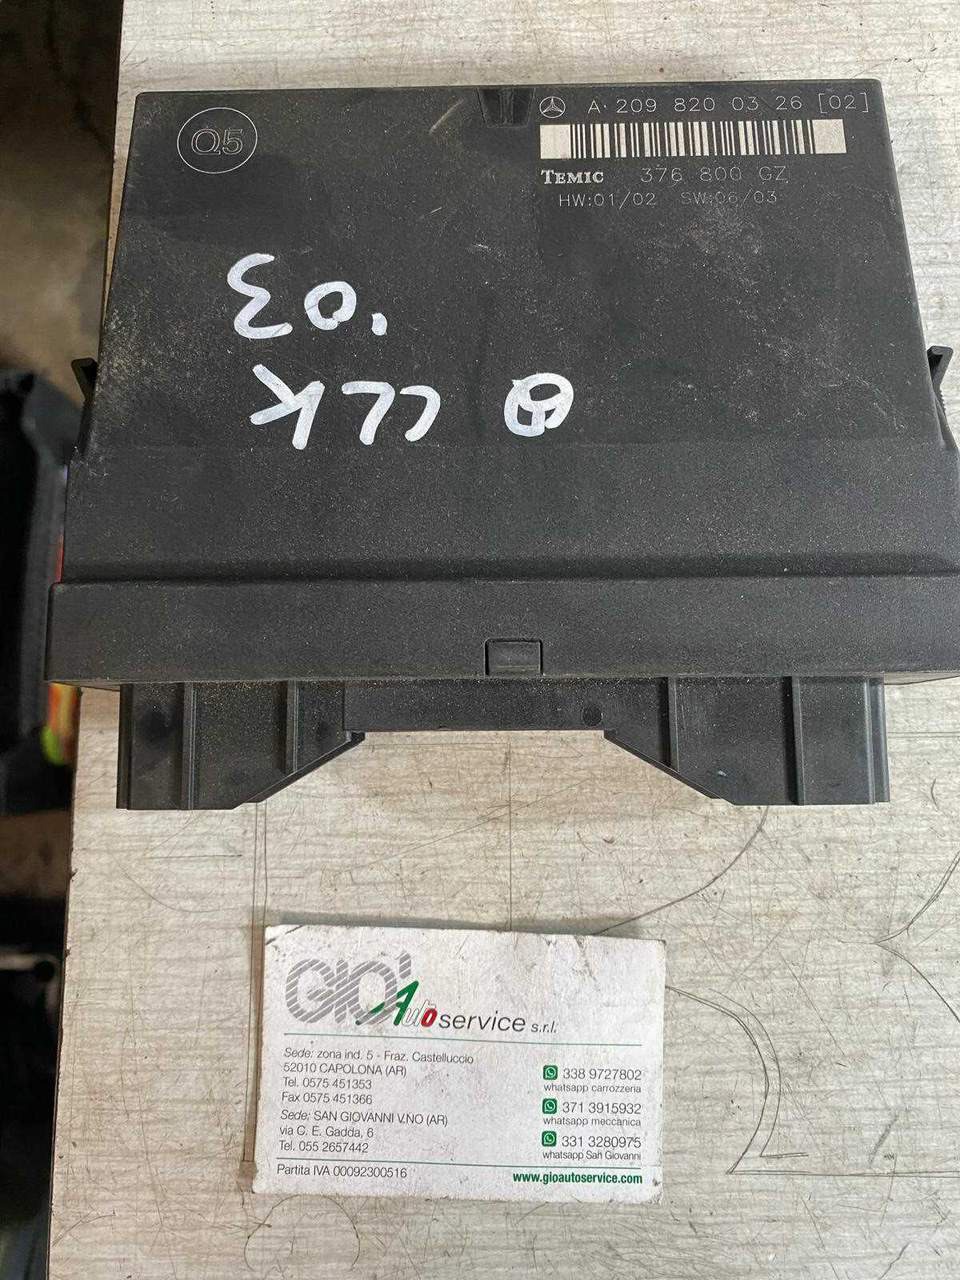 Q5
A 209 820 03 26 [02]
TEMIC 376 800 GZ
HW:01/02 SW:06/03
CLK
'03
GIO' Auto service s.r.l.
Sede: zona ind. 5 - Fraz. Castelluccio
52010 CAPOLONA (AR)
Tel. 0575 451353
Fax 0575 451366
Sede: SAN GIOVANNI V.NO (AR)
via C. E. Gadda, 6
Tel. 055 2657442
Partita IVA 00092300516
338 9727802
whatsapp carrozzeria
371 3915932
whatsapp meccanica
331 3280975
whatsapp San Giovanni
www.gioautoservice.com